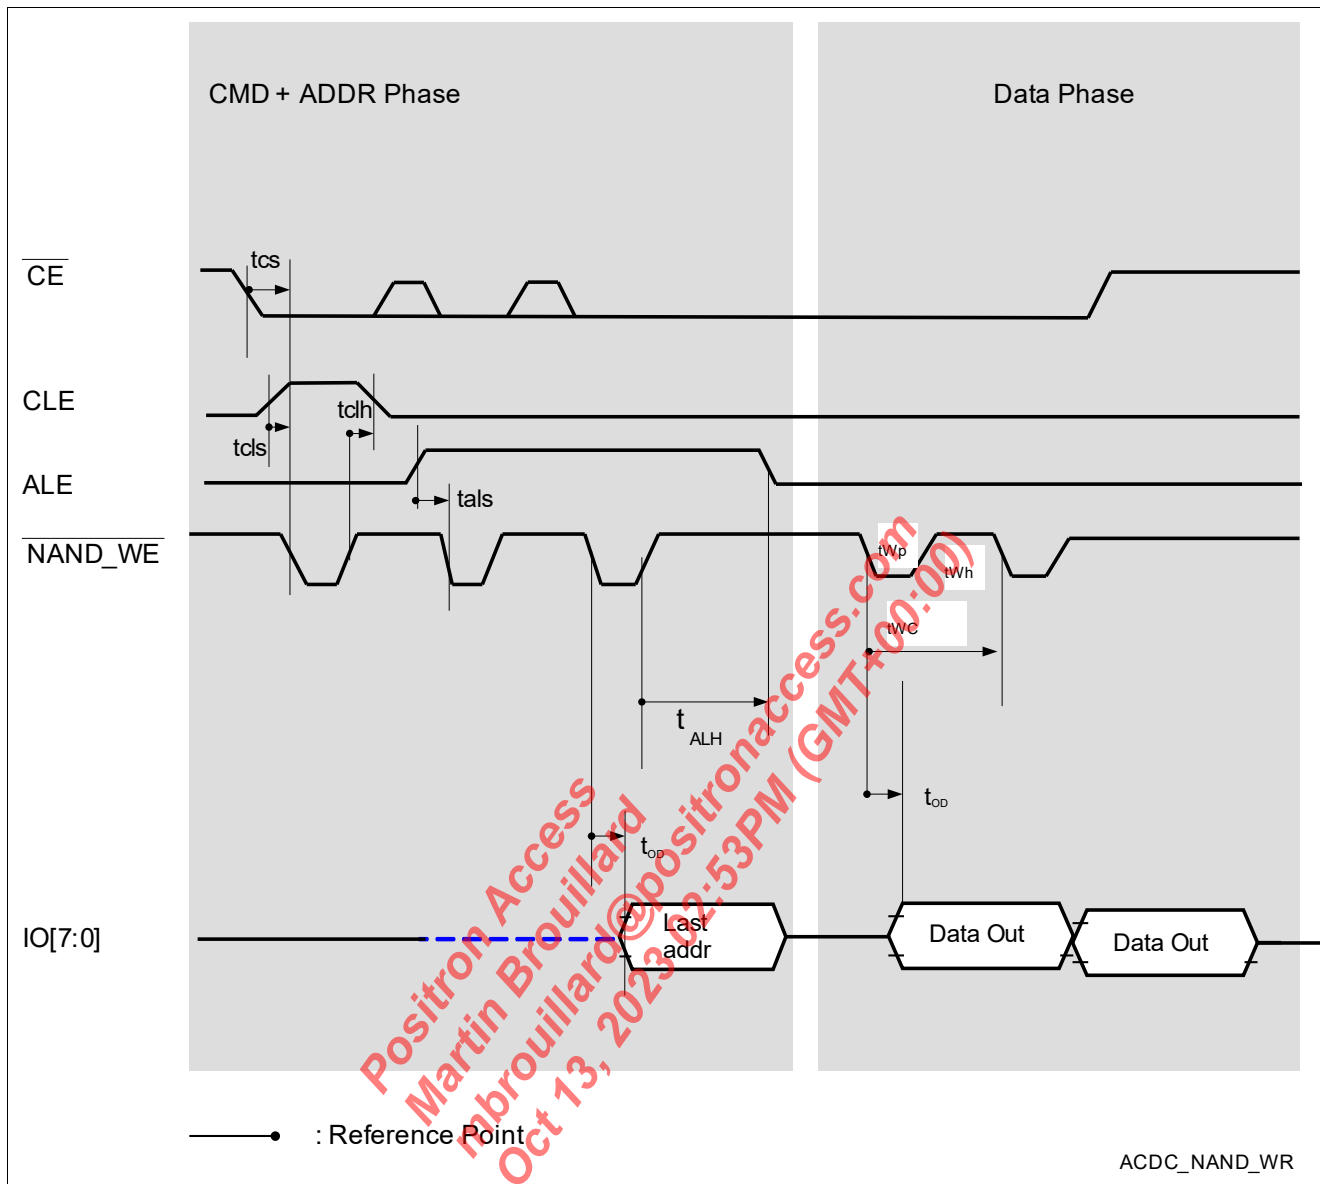 CMD + ADDR Phase
Data Phase
CE
tcs
CLE
tcls
tclh
ALE
tals
NAND_WE
tWp
tWh
tWC
t ALH
tOD
tOD
IO[7:0]
Last
addr
Data Out
Data Out
Positron Access
Martin Brouillard
mbrouillard@positronaccess.com
Oct 13, 2023 02:53PM (GMT+00:00)
: Reference Point
ACDC_NAND_WR